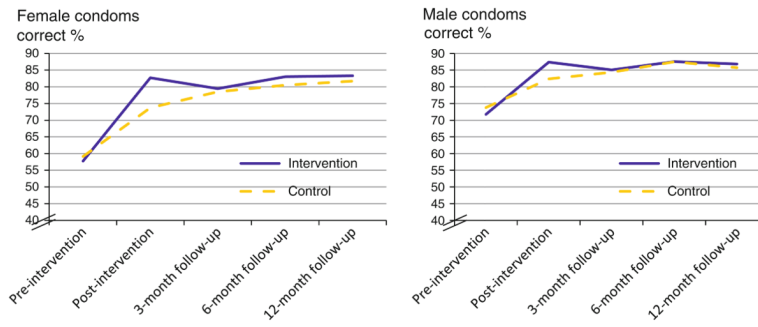 Female condoms
correct %
90
85
80
75
70
65
60
55
50
45
40
Intervention
Control
Pre-intervention
Post-intervention
3-month follow-up
6-month follow-up
12-month follow-up
Male condoms
correct %
90
85
80
75
70
65
60
55
50
45
40
Intervention
Control
Pre-intervention
Post-intervention
3-month follow-up
6-month follow-up
12-month follow-up